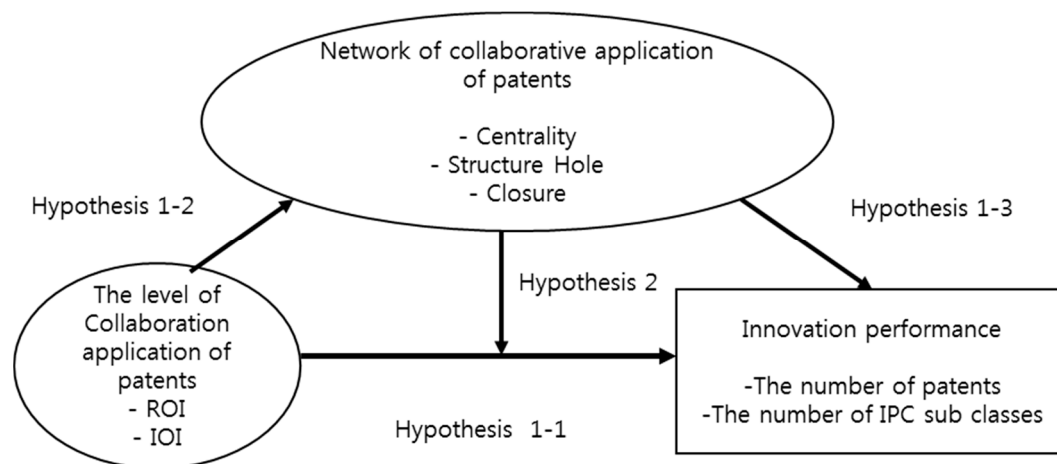 Network of collaborative application
of patents
- Centrality
- Structure Hole
- Closure
Hypothesis 1-2
Hypothesis 1-3
Hypothesis 2
The level of
Collaboration
application of
patents
- ROI
- IOI
Innovation performance
-The number of patents
-The number of IPC sub classes
Hypothesis 1-1